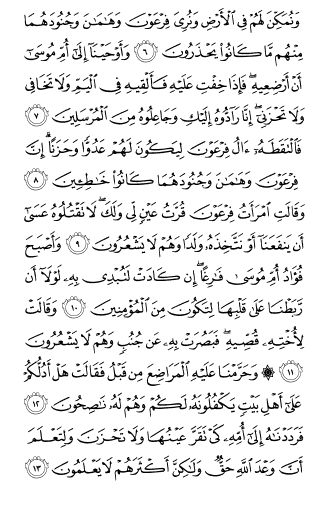 وَنُمَكِّنَ لَهُمْ فِي ٱلْأَرْضِ وَنُرِيَ فِرْعَوْنَ وَهَٰمَٰنَ وَجُنُودَهُمَا
مِنْهُم مَّا كَانُوا۟ يَحْذَرُونَ ۝٦ وَأَوْحَيْنَآ إِلَىٰٓ أُمِّ مُوسَىٰٓ
أَنْ أَرْضِعِيهِ ۖ فَإِذَا خِفْتِ عَلَيْهِ فَأَلْقِيهِ فِي ٱلْيَمِّ وَلَا تَخَافِي
وَلَا تَحْزَنِيٓ ۖ إِنَّا رَآدُّوهُ إِلَيْكِ وَجَاعِلُوهُ مِنَ ٱلْمُرْسَلِينَ ۝٧
فَٱلْتَقَطَهُۥٓ ءَالُ فِرْعَوْنَ لِيَكُونَ لَهُمْ عَدُوًّا وَحَزَنًا ۗ إِنَّ
فِرْعَوْنَ وَهَٰمَٰنَ وَجُنُودَهُمَا كَانُوا۟ خَٰطِـِٔينَ ۝٨
وَقَالَتِ ٱمْرَأَتُ فِرْعَوْنَ قُرَّتُ عَيْنٍ لِّي وَلَكَ ۖ لَا تَقْتُلُوهُ عَسَىٰٓ
أَن يَنفَعَنَآ أَوْ نَتَّخِذَهُۥ وَلَدًا وَهُمْ لَا يَشْعُرُونَ ۝٩ وَأَصْبَحَ
فُؤَادُ أُمِّ مُوسَىٰ فَٰرِغًا ۖ إِن كَادَتْ لَتُبْدِي بِهِۦ لَوْلَآ أَن
رَّبَطْنَا عَلَىٰ قَلْبِهَا لِتَكُونَ مِنَ ٱلْمُؤْمِنِينَ ۝١٠ وَقَالَتْ
لِأُخْتِهِۦ قُصِّيهِ ۖ فَبَصُرَتْ بِهِۦ عَن جُنُبٍ وَهُمْ لَا يَشْعُرُونَ
۝١١ ۞ وَحَرَّمْنَا عَلَيْهِ ٱلْمَرَاضِعَ مِن قَبْلُ فَقَالَتْ هَلْ أَدُلُّكُمْ
عَلَىٰٓ أَهْلِ بَيْتٍ يَكْفُلُونَهُۥ لَكُمْ وَهُمْ لَهُۥ نَٰصِحُونَ ۝١٢
فَرَدَدْنَٰهُ إِلَىٰٓ أُمِّهِۦ كَيْ تَقَرَّ عَيْنُهَا وَلَا تَحْزَنَ وَلِتَعْلَمَ
أَنَّ وَعْدَ ٱللَّهِ حَقٌّ وَلَٰكِنَّ أَكْثَرَهُمْ لَا يَعْلَمُونَ ۝١٣